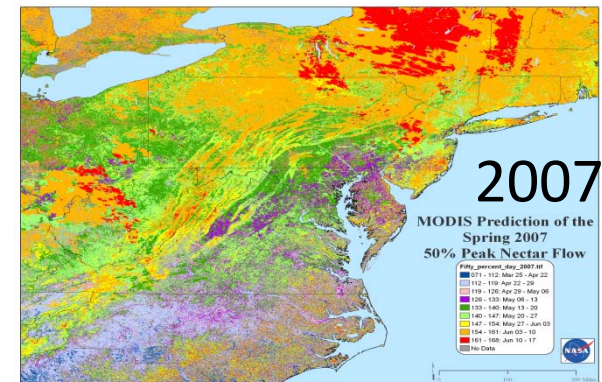 2007
MODIS Prediction of the
Spring 2007
50% Peak Nectar Flow
Fifty_percent_day_2007.tif
071 - 112: Mar 25 - Apr 22
112 - 119: Apr 22 - 29
119 - 126: Apr 29 - May 06
126 - 133: May 06 - 13
133 - 140: May 13 - 20
140 - 147: May 20 - 27
147 - 154: May 27 - Jun 03
154 - 161: Jun 03 - 10
161 - 168: Jun 10 - 17
No Data
NASA